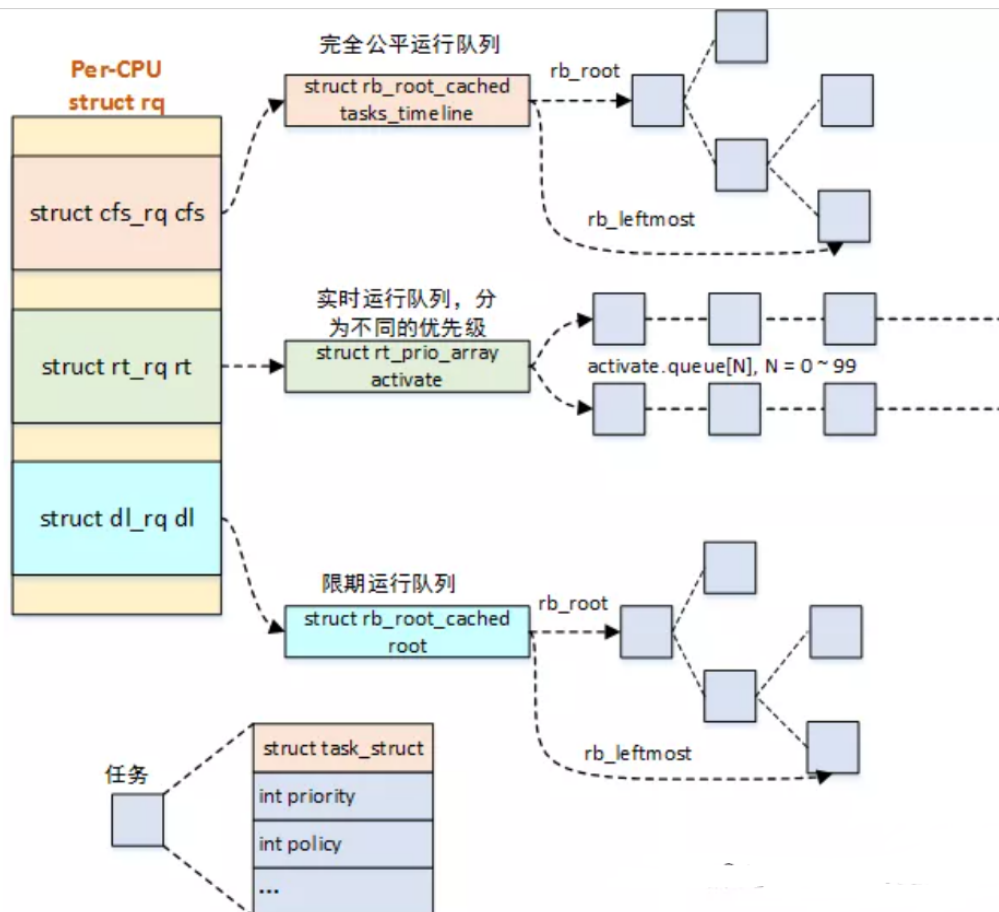 Per-CPU
struct rq
struct cfs_rq cfs
struct rt_rq rt
struct dl_rq dl
完全公平运行队列
struct rb_root_cached
tasks_timeline
rb_root
rb_leftmost
实时运行队列，分
为不同的优先级
struct rt_prio_array
activate
activate.queue[N], N = 0 ~ 99
限期运行队列
struct rb_root_cached
root
rb_root
rb_leftmost
任务
struct task_struct
int priority
int policy
...